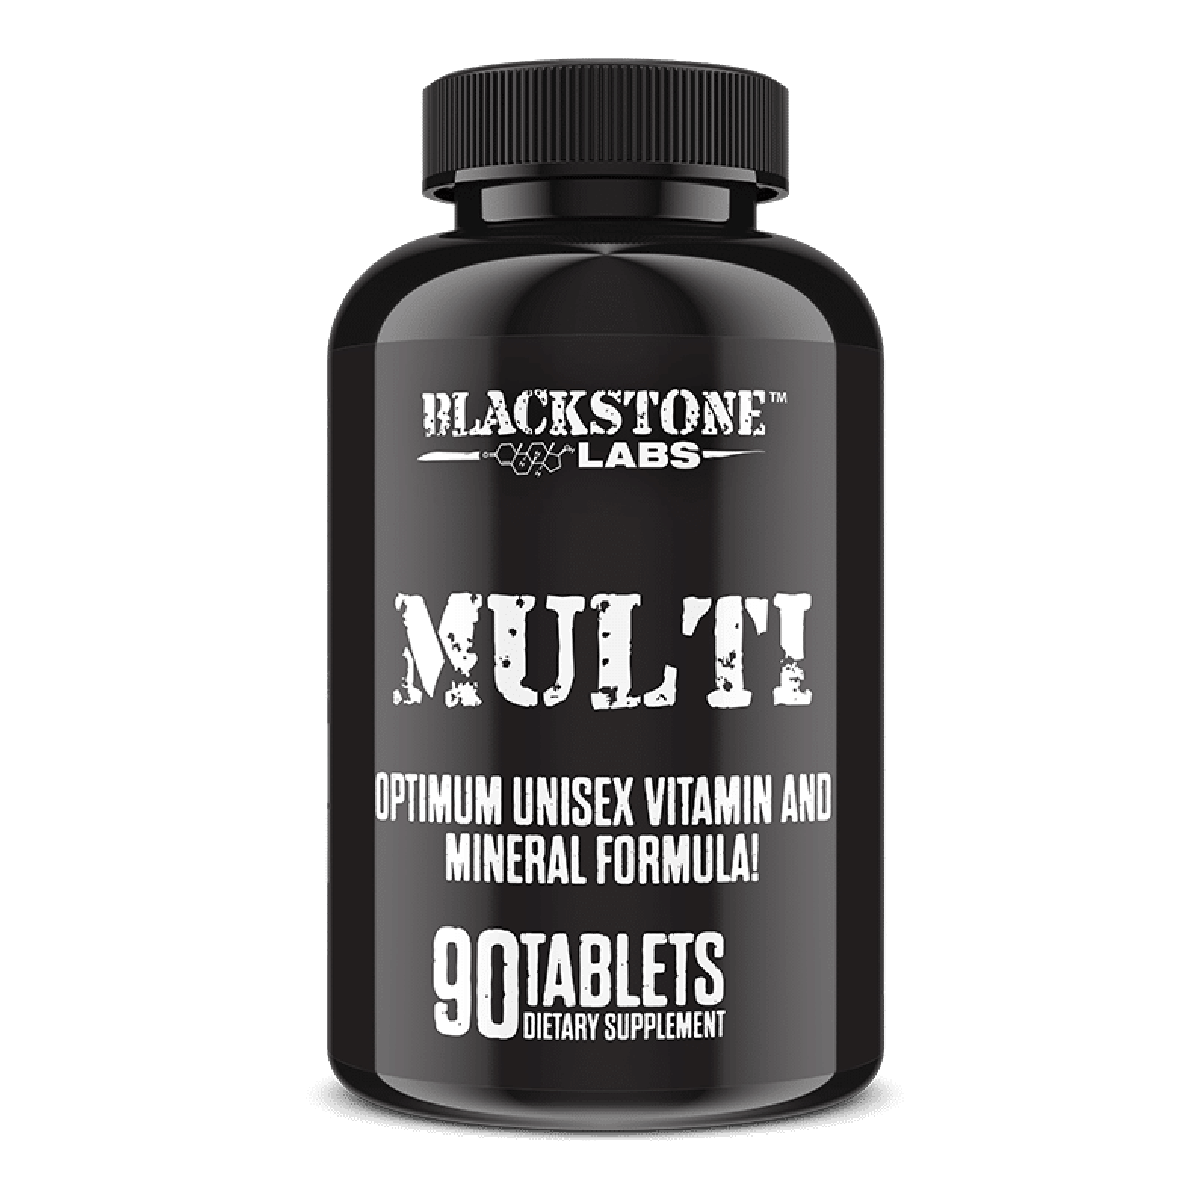 BLACKSTONE™
LABS
MULTI
OPTIMUM UNISEX VITAMIN AND
MINERAL FORMULA!
90 TABLETS
DIETARY SUPPLEMENT